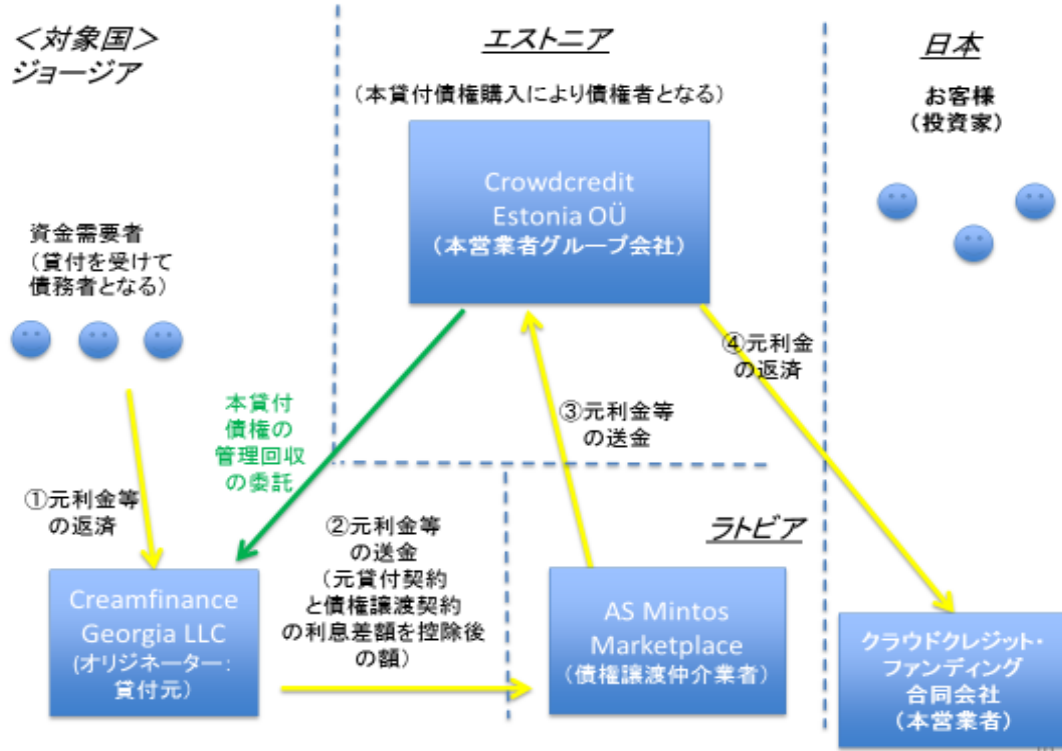 ＜対象国＞
ジョージア
エストニア
日本
（本貸付債権購入により債権者となる）
お客様
（投資家）
Crowdcredit
Estonia OÜ
（本営業者グループ会社）
資金需要者
（貸付を受けて
債務者となる）
④元利金
の返済
本貸付
債権の
管理回収
の委託
③元利金等
の送金
①元利金等
の返済
②元利金等
の送金
（元貸付契約
と債権譲渡契約
の利息差額を控除後
の額）
ラトビア
Creamfinance
Georgia LLC
(オリジネーター：
貸付元）
AS Mintos
Marketplace
（債権譲渡仲介業者）
クラウドクレジット・
ファンディング
合同会社
（本営業者）